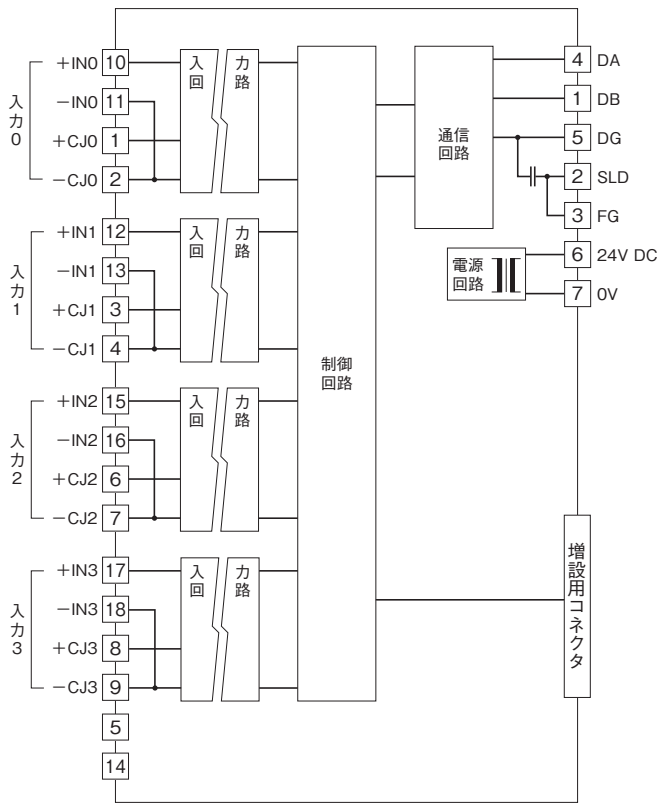 入力0
+IN0 10
−IN0 11
+CJ0 1
−CJ0 2
入力
回路
入力1
+IN1 12
−IN1 13
+CJ1 3
−CJ1 4
入力
回路
入力2
+IN2 15
−IN2 16
+CJ2 6
−CJ2 7
入力
回路
入力3
+IN3 17
−IN3 18
+CJ3 8
−CJ3 9
入力
回路
5
14
制御
回路
通信
回路
4 DA
1 DB
5 DG
2 SLD
3 FG
電源
回路
6 24V DC
7 0V
増設用コネクタ